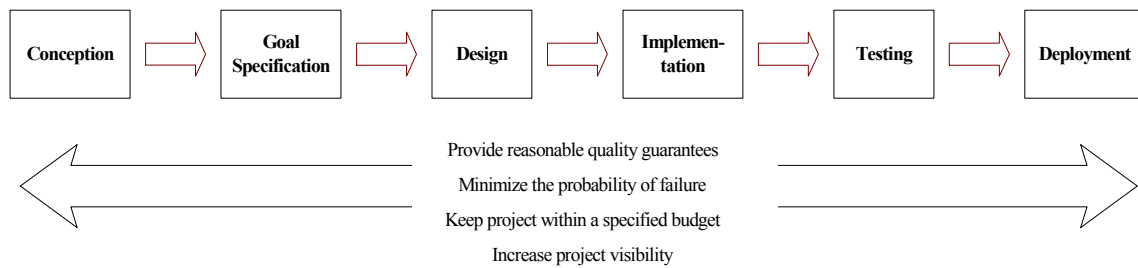 Conception
Goal
Specification
Design
Implemen-
tation
Testing
Deployment
Provide reasonable quality guarantees
Minimize the probability of failure
Keep project within a specified budget
Increase project visibility